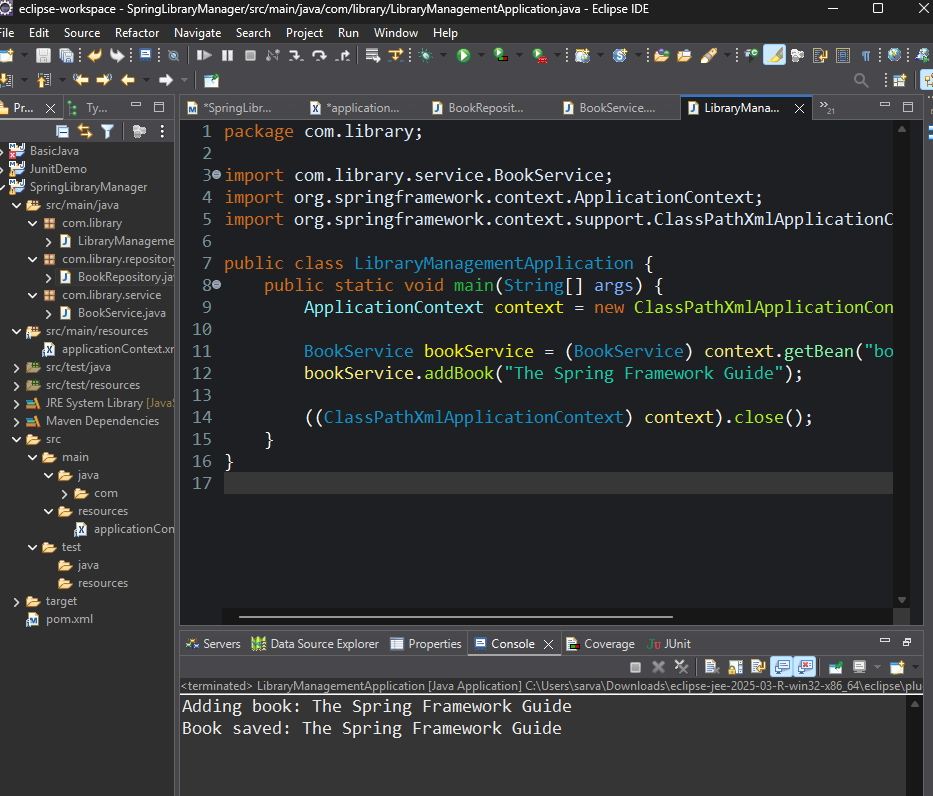 eclipse-workspace - SpringLibraryManager/src/main/java/com/library/LibraryManagementApplication.java - Eclipse IDE
File Edit Source Refactor Navigate Search Project Run Window Help
Pr... Ty...
*SpringLibr... *application... BookReposit... BookService.... LibraryMana... 21
BasicJava
JunitDemo
SpringLibraryManager
src/main/java
com.library
LibraryManageme
com.library.repository
BookRepository.ja
com.library.service
BookService.java
src/main/resources
applicationContext.x
src/test/java
src/test/resources
JRE System Library [JavaS
Maven Dependencies
src
main
java
com
resources
applicationCon
test
java
resources
target
pom.xml
1 package com.library;
2
3 import com.library.service.BookService;
4 import org.springframework.context.ApplicationContext;
5 import org.springframework.context.support.ClassPathXmlApplicationC
6
7 public class LibraryManagementApplication {
8 public static void main(String[] args) {
9 ApplicationContext context = new ClassPathXmlApplicationCon
10
11 BookService bookService = (BookService) context.getBean("bo
12 bookService.addBook("The Spring Framework Guide");
13
14 ((ClassPathXmlApplicationContext) context).close();
15 }
16 }
17
Servers Data Source Explorer Properties Console Coverage JUnit
<terminated> LibraryManagementApplication [Java Application] C:\Users\sarva\Downloads\eclipse-jee-2025-03-R-win32-x86_64\eclipse\plu
Adding book: The Spring Framework Guide
Book saved: The Spring Framework Guide